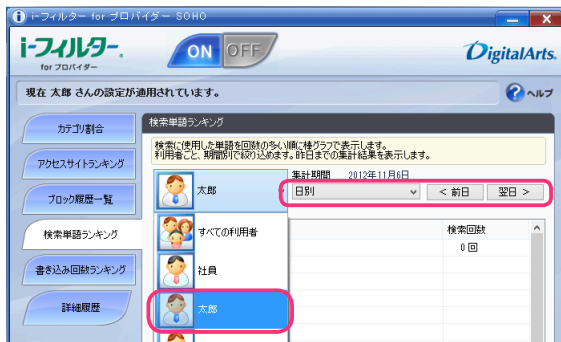 i-フィルター for プロバイダー SOHO
i-フィルター®
for プロバイダー
ON OFF
DigitalArts®
現在 太郎 さんの設定が適用されています。
ヘルプ
カテゴリ割合
アクセスサイトランキング
ブロック履歴一覧
検索単語ランキング
書き込み回数ランキング
詳細履歴
検索単語ランキング
検索に使用した単語を回数の多い順に棒グラフで表示します。
利用者ごと、期間別で絞り込めます。昨日までの集計結果を表示します。
集計期間 2012年11月6日
太郎
日別
< 前日
翌日 >
検索回数
0 回
すべての利用者
社員
太郎